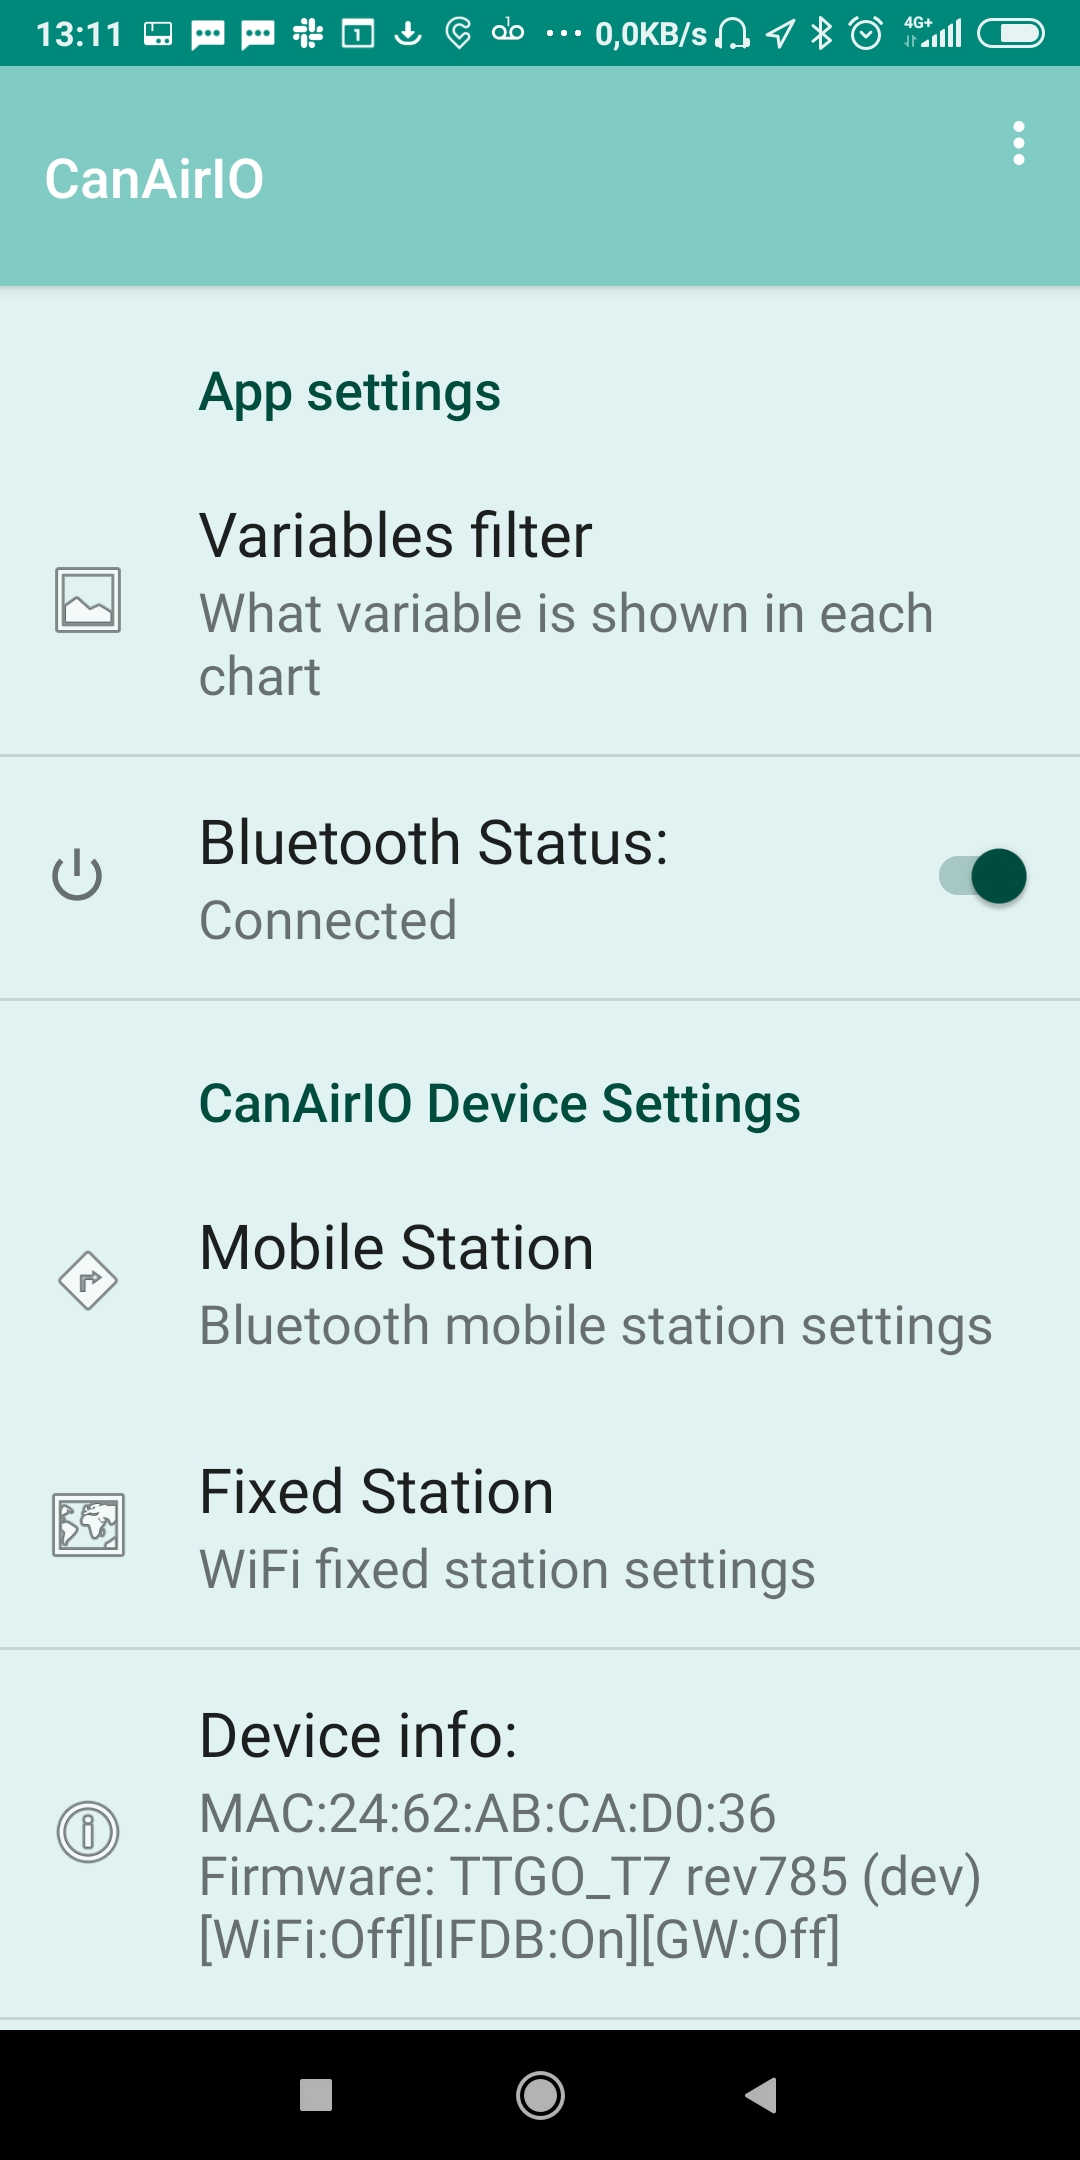 13:11 1 0,0KB/s 4G+
CanAirIO
App settings
Variables filter
What variable is shown in each
chart
Bluetooth Status:
Connected
CanAirIO Device Settings
Mobile Station
Bluetooth mobile station settings
Fixed Station
WiFi fixed station settings
Device info:
MAC:24:62:AB:CA:D0:36
Firmware: TTGO_T7 rev785 (dev)
[WiFi:Off][IFDB:On][GW:Off]